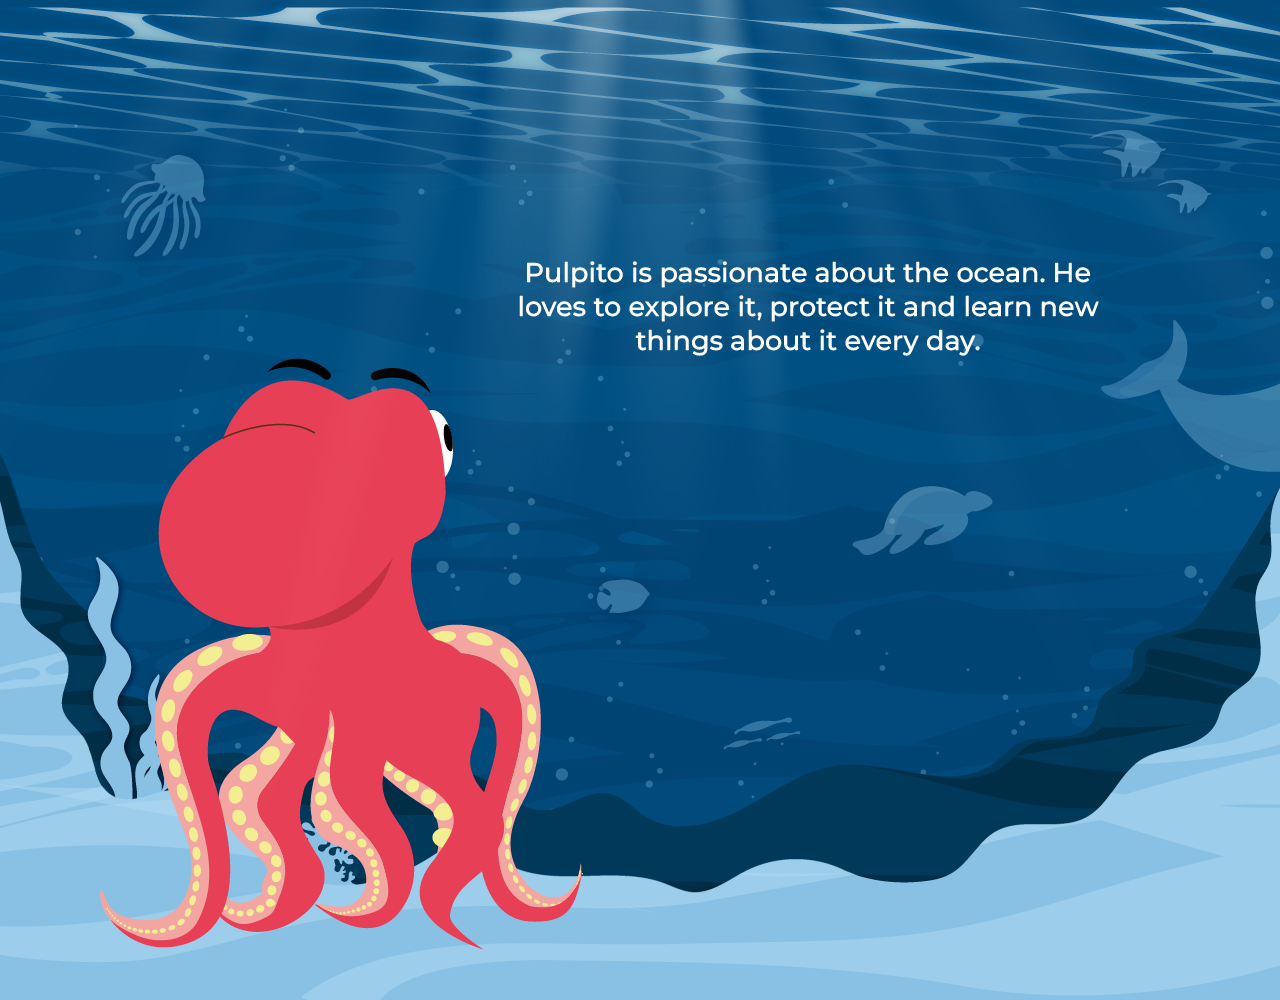 Pulpito is passionate about the ocean. He
loves to explore it, protect it and learn new
things about it every day.